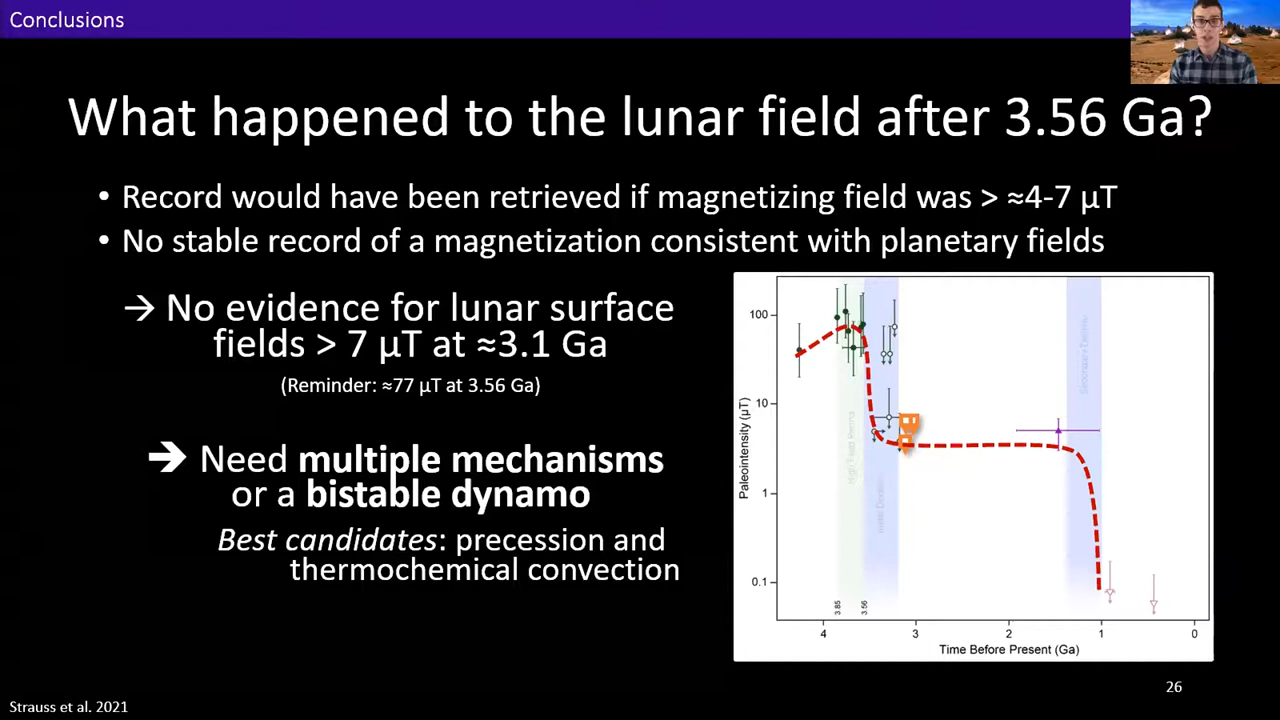 Conclusions
What happened to the lunar field after 3.56 Ga?
• Record would have been retrieved if magnetizing field was > ≈4-7 μT
• No stable record of a magnetization consistent with planetary fields
→ No evidence for lunar surface
fields > 7 μT at ≈3.1 Ga
(Reminder: ≈77 μT at 3.56 Ga)
➔ Need multiple mechanisms
or a bistable dynamo
Best candidates: precession and
thermochemical convection
Paleointensity (μT)
100
10
1
0.1
High Field
Initial
Secondary
3.85
3.56
4
3
2
1
0
Time Before Present (Ga)
26
Strauss et al. 2021